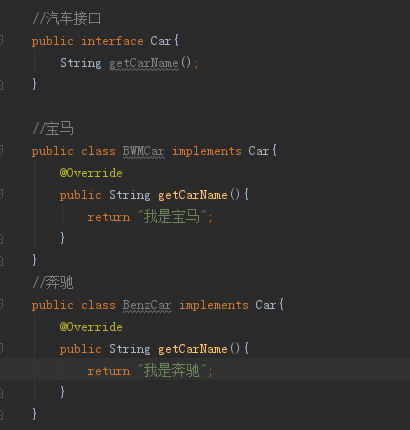 //汽车接口
public interface Car{
String getCarName();
}
//宝马
public class BWMCar implements Car{
@Override
public String getCarName(){
return "我是宝马";
}
}
//奔驰
public class BenzCar implements Car{
@Override
public String getCarName(){
return "我是奔驰";
}
}